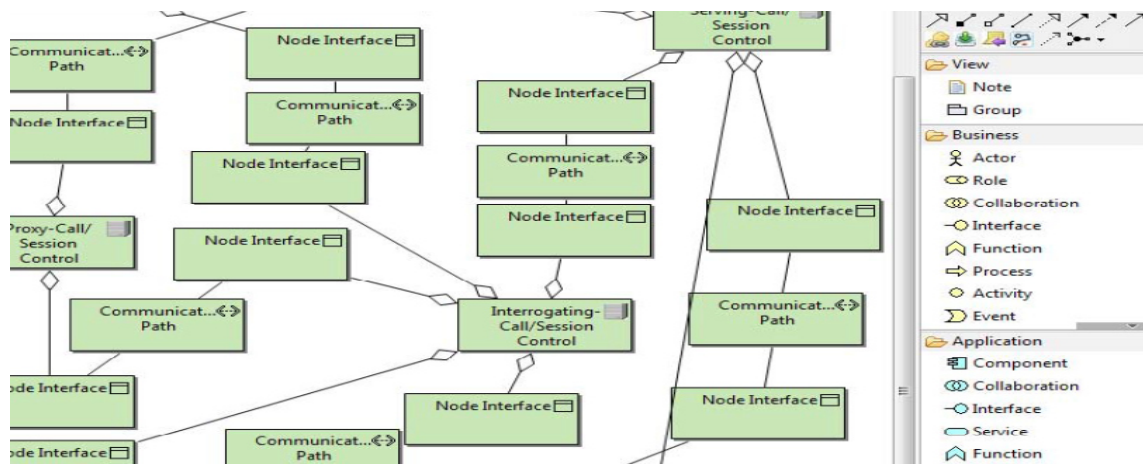 Serving-Call/
Session
Control
Communicat...
Path
Node Interface
Node Interface
Communicat...
Path
Node Interface
Node Interface
Node Interface
Communicat...
Path
Node Interface
Proxy-Call/
Session
Control
Node Interface
Node Interface
Communicat...
Path
Interrogating-
Call/Session
Control
Communicat...
Path
Node Interface
Node Interface
Node Interface
Node Interface
Communicat...
Path
View
Note
Group
Business
Actor
Role
Collaboration
Interface
Function
Process
Activity
Event
Application
Component
Collaboration
Interface
Service
Function